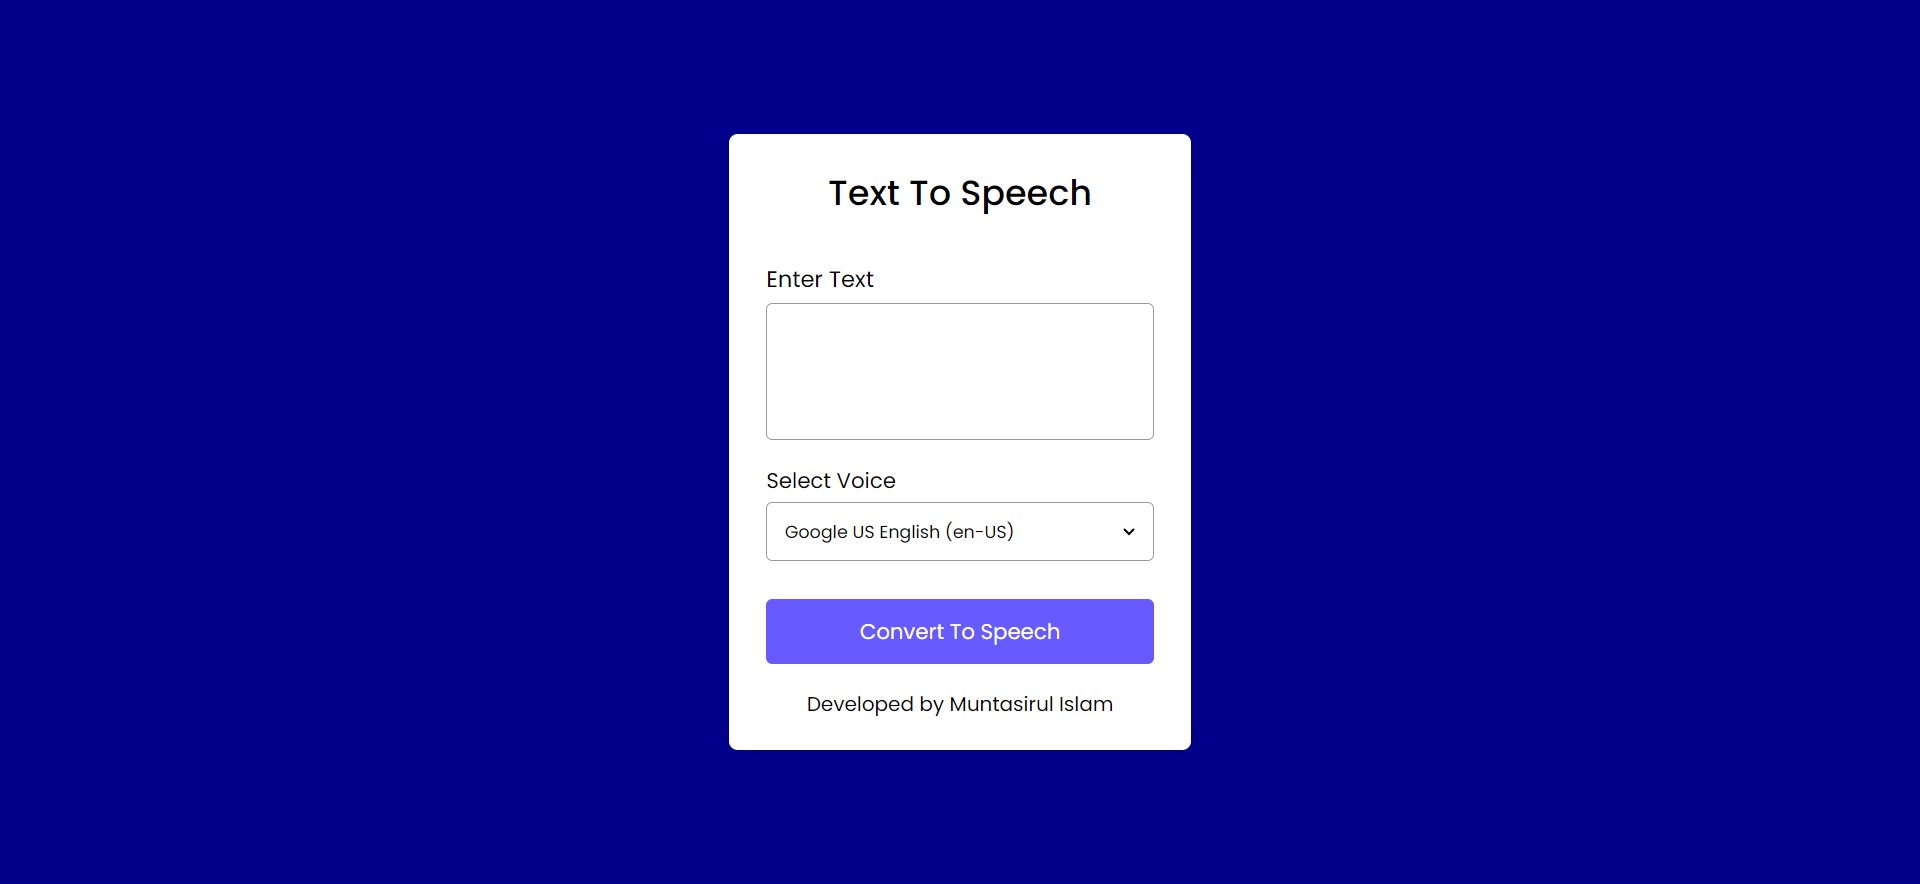 Text To Speech
Enter Text
Select Voice
Google US English (en-US)
Convert To Speech
Developed by Muntasirul Islam